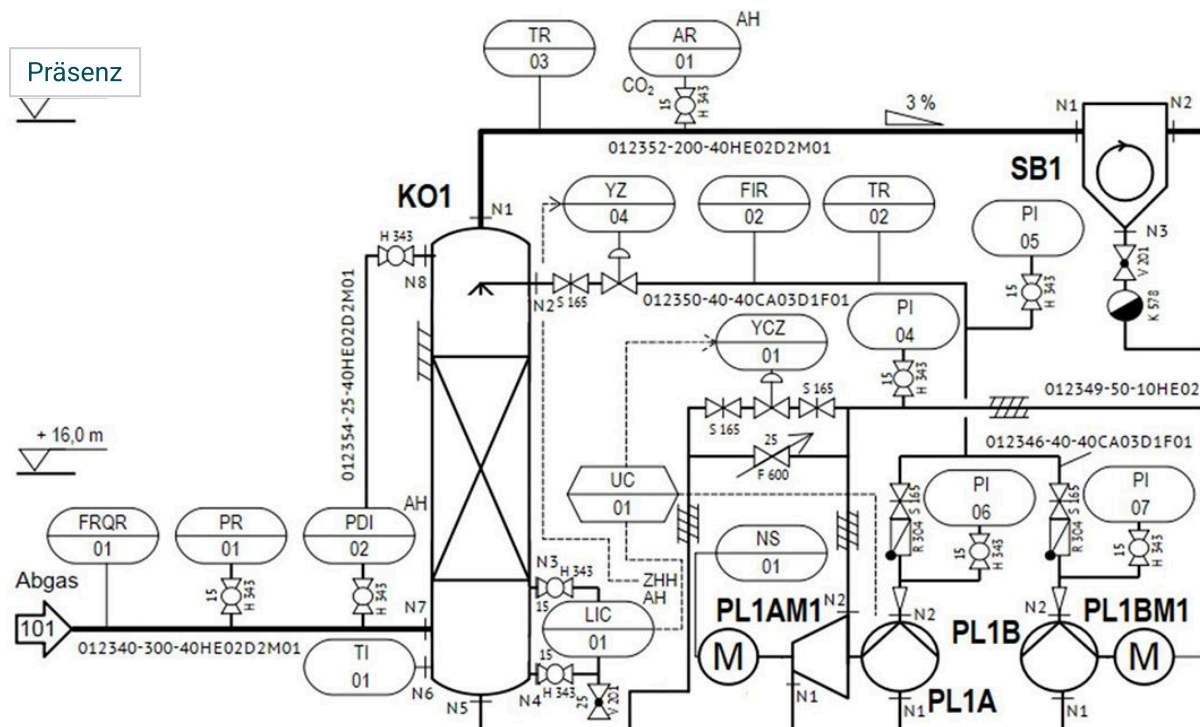 Präsenz
TR
03
AR
01
AH
CO₂
15
H 343
3 %
012352-200-40HE02D2M01
N1
N2
SB1
N3
V 201
K 578
KO1
N1
H 343
N8
012354-25-40HE02D2M01
YZ
04
FIR
02
TR
02
PI
05
15
H 343
N2
S 165
012350-40-40CA03D1F01
YCZ
01
PI
04
15
H 343
S 165
S 165
012349-50-10HE02
25
F 600
012346-40-40CA03D1F01
+ 16,0 m
UC
01
S 165
R 304
PI
06
15
H 343
S 165
R 304
PI
07
15
H 343
FRQR
01
PR
01
PDI
02
AH
15
H 343
H 343
NS
01
N3
H 343
15
ZHH
AH
LIC
01
Abgas
101
012340-300-40HE02D2M01
N7
TI
01
N6
N5
N4
15
H 343
25
V 201
PL1AM1
N2
M
N1
N2
PL1B
PL1A
N1
N2
PL1BM1
M
N1